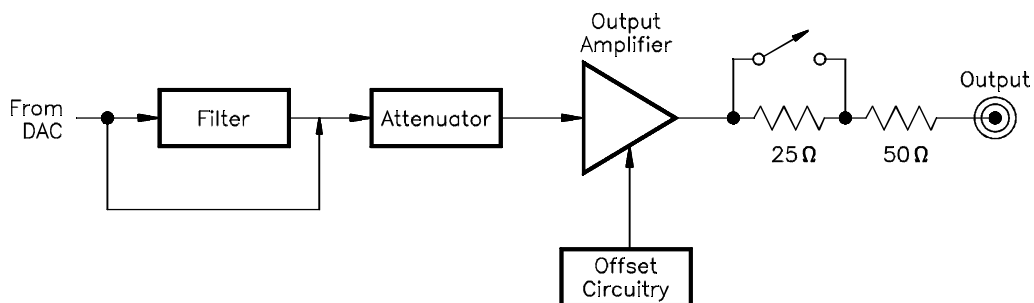 Output
Amplifier
Output
From
DAC
Filter
Attenuator
25Ω
50Ω
Offset
Circuitry